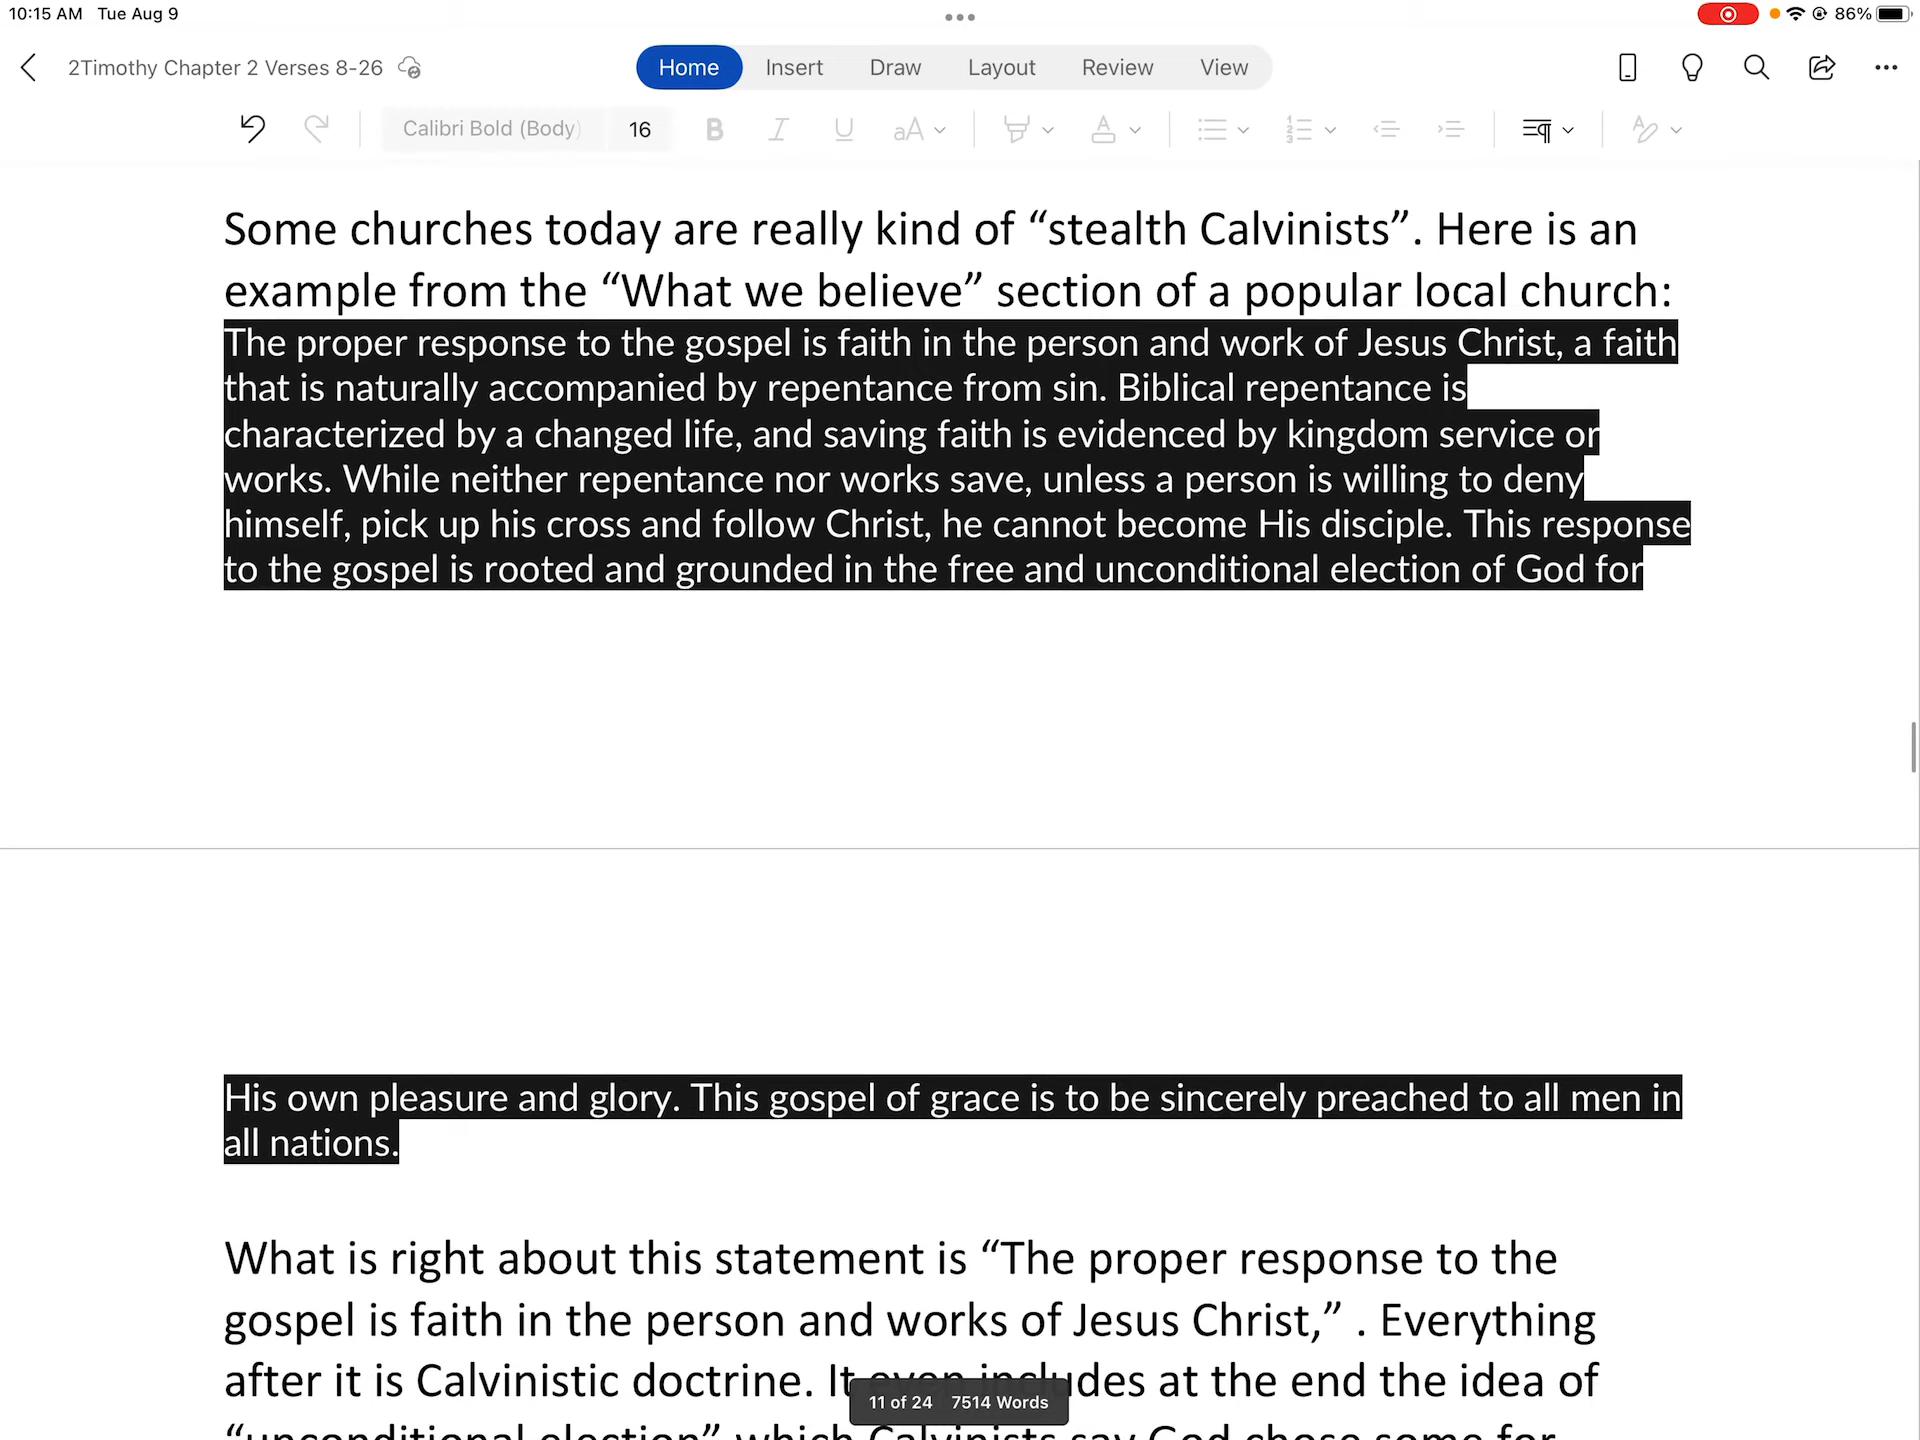 10:15 AM Tue Aug 9
86%
2Timothy Chapter 2 Verses 8-26
Home Insert Draw Layout Review View
Calibri Bold (Body) 16 B I U aA A
Some churches today are really kind of “stealth Calvinists”. Here is an
example from the “What we believe” section of a popular local church:
The proper response to the gospel is faith in the person and work of Jesus Christ, a faith
that is naturally accompanied by repentance from sin. Biblical repentance is
characterized by a changed life, and saving faith is evidenced by kingdom service or
works. While neither repentance nor works save, unless a person is willing to deny
himself, pick up his cross and follow Christ, he cannot become His disciple. This response
to the gospel is rooted and grounded in the free and unconditional election of God for
His own pleasure and glory. This gospel of grace is to be sincerely preached to all men in
all nations.
What is right about this statement is “The proper response to the
gospel is faith in the person and works of Jesus Christ,” . Everything
after it is Calvinistic doctrine. It even includes at the end the idea of
11 of 24 7514 Words
“unconditional election” which Calvinists say God chose some for